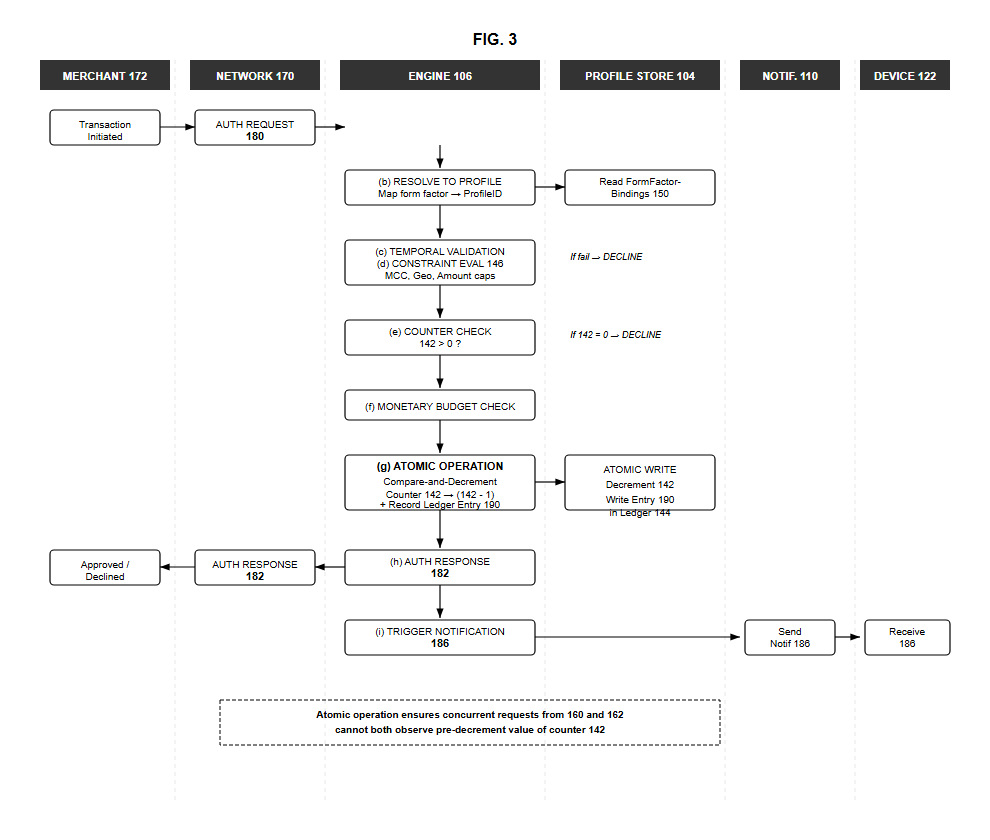 FIG. 3
MERCHANT 172
NETWORK 170
ENGINE 106
PROFILE STORE 104
NOTIF. 110
DEVICE 122
Transaction
Initiated
AUTH REQUEST
180
(b) RESOLVE TO PROFILE
Map form factor → ProfileID
Read FormFactor-
Bindings 150
(c) TEMPORAL VALIDATION
(d) CONSTRAINT EVAL 146
MCC, Geo, Amount caps
If fail → DECLINE
(e) COUNTER CHECK
142 > 0 ?
If 142 = 0 → DECLINE
(f) MONETARY BUDGET CHECK
(g) ATOMIC OPERATION
Compare-and-Decrement
Counter 142 → (142 - 1)
+ Record Ledger Entry 190
ATOMIC WRITE
Decrement 142
Write Entry 190
in Ledger 144
Approved /
Declined
AUTH RESPONSE
182
(h) AUTH RESPONSE
182
(i) TRIGGER NOTIFICATION
186
Send
Notif 186
Receive
186
Atomic operation ensures concurrent requests from 160 and 162
cannot both observe pre-decrement value of counter 142